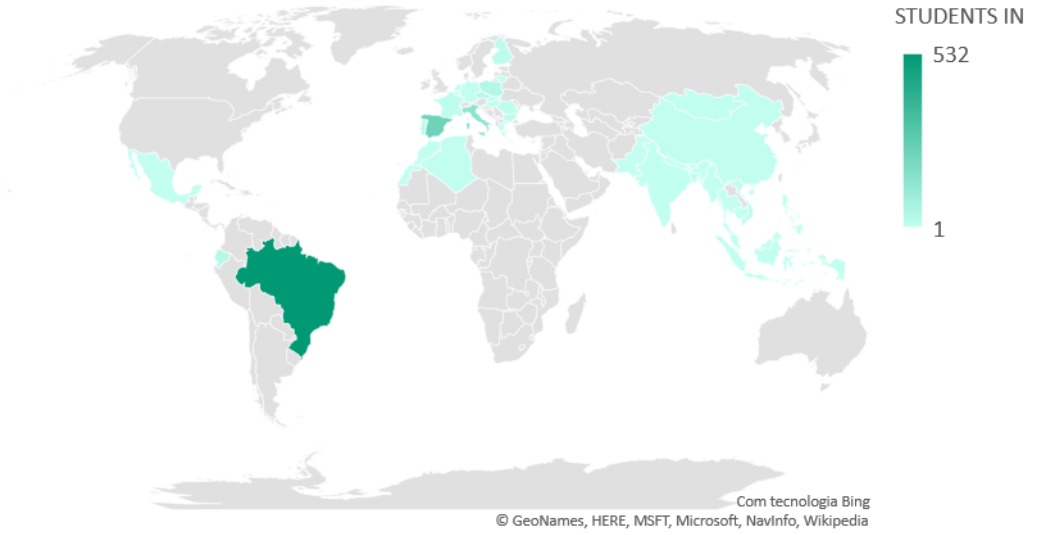 STUDENTS IN
532
1
Com tecnologia Bing
© GeoNames, HERE, MSFT, Microsoft, NavInfo, Wikipedia